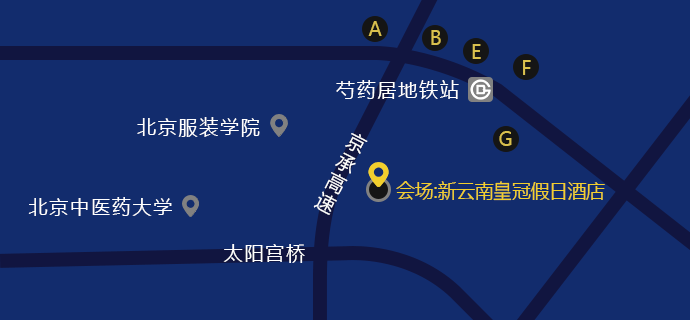 A
B
E
F
芍药居地铁站
北京服装学院
G
京承高速
会场:新云南皇冠假日酒店
北京中医药大学
太阳宫桥